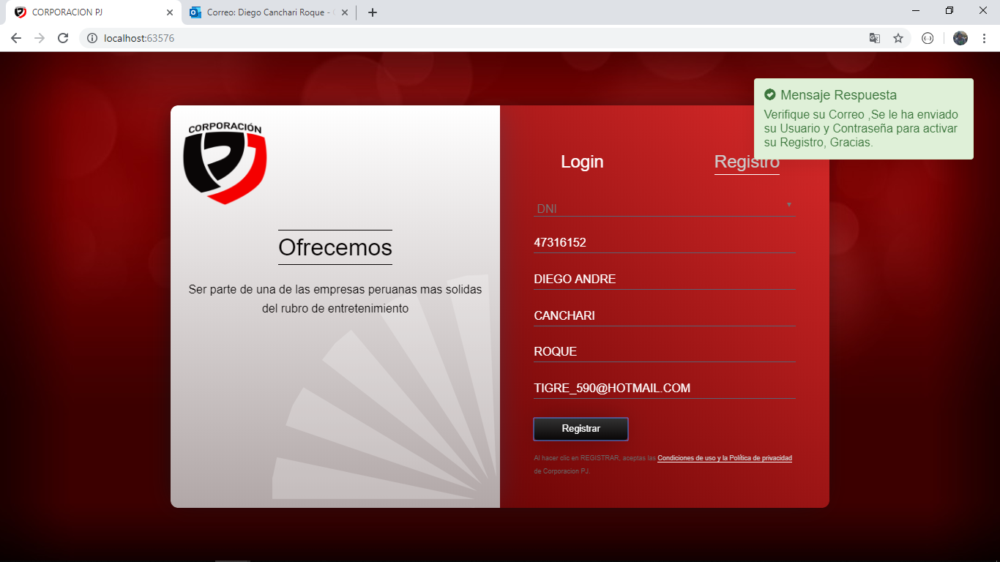 CORPORACION PJ
Correo: Diego Canchari Roque -
localhost:63576
Mensaje Respuesta
Verifique su Correo ,Se le ha enviado
su Usuario y Contraseña para activar
su Registro, Gracias.
CORPORACIÓN
PJ
Ofrecemos
Ser parte de una de las empresas peruanas mas solidas
del rubro de entretenimiento
Login
Registro
DNI
47316152
DIEGO ANDRE
CANCHARI
ROQUE
TIGRE_590@HOTMAIL.COM
Registrar
Al hacer clic en REGISTRAR, aceptas las Condiciones de uso y la Política de privacidad
de Corporacion PJ.